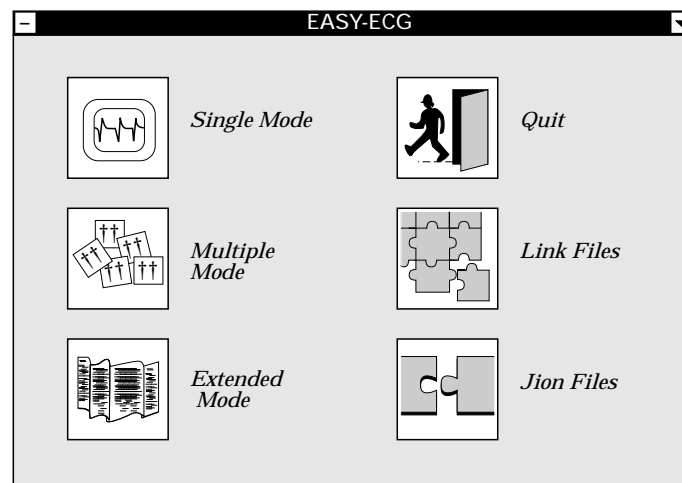 EASY-ECG
Single Mode
Quit
Multiple
Mode
Link Files
Extended
Mode
Jion Files